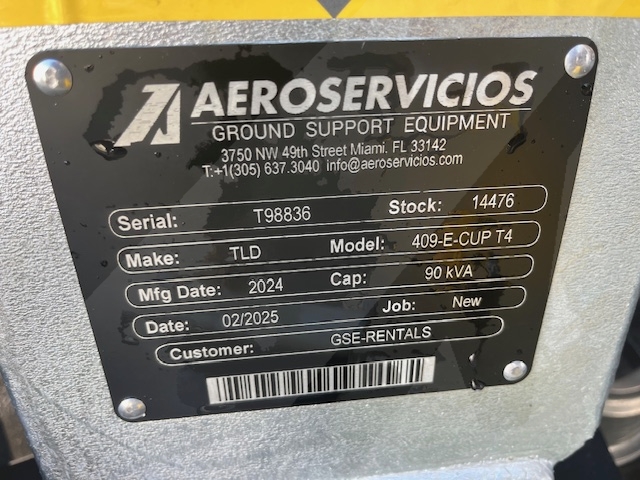 AEROSERVICIOS
GROUND SUPPORT EQUIPMENT
3750 NW 49th Street Miami. FL 33142
T:+1(305) 637.3040 info@aeroservicios.com
Serial: T98836 Stock: 14476
Make: TLD Model: 409-E-CUP T4
Mfg Date: 2024 Cap: 90 kVA
Date: 02/2025 Job: New
Customer: GSE-RENTALS